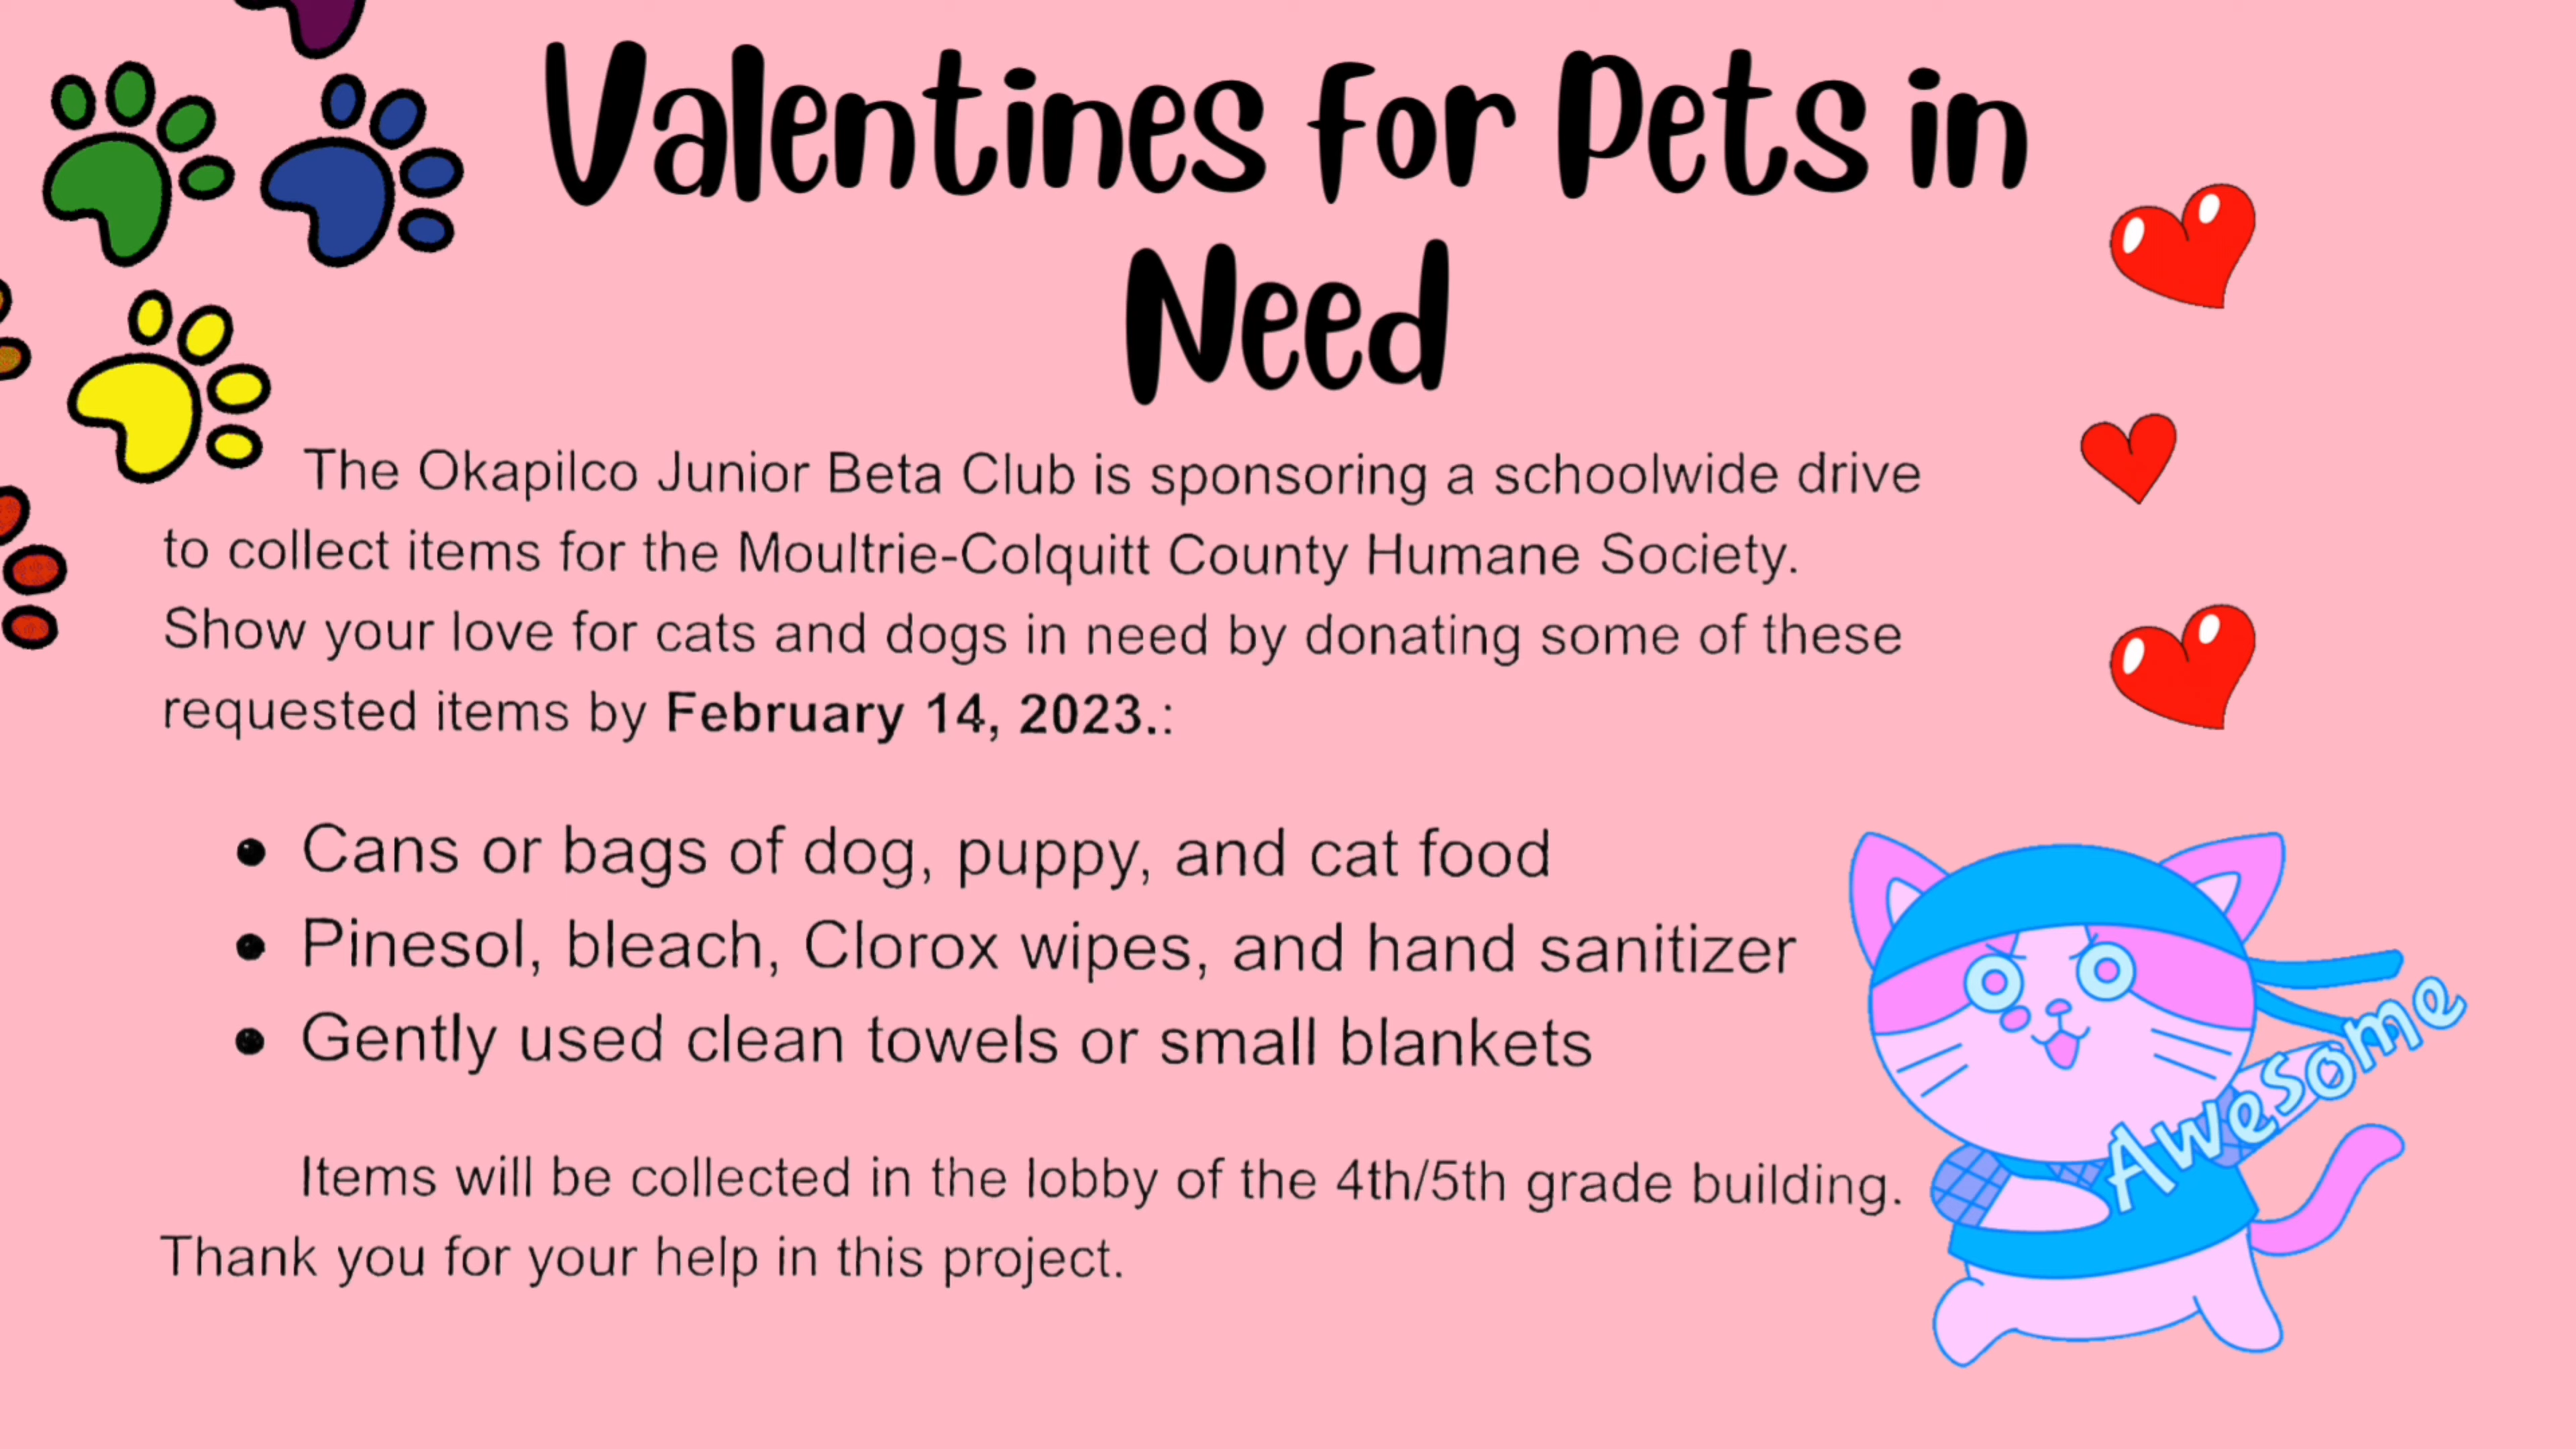 Valentines for Pets in
Need
The Okapilco Junior Beta Club is sponsoring a schoolwide drive
to collect items for the Moultrie-Colquitt County Humane Society.
Show your love for cats and dogs in need by donating some of these
requested items by February 14, 2023.:
• Cans or bags of dog, puppy, and cat food
• Pinesol, bleach, Clorox wipes, and hand sanitizer
• Gently used clean towels or small blankets
Awesome
Items will be collected in the lobby of the 4th/5th grade building.
Thank you for your help in this project.